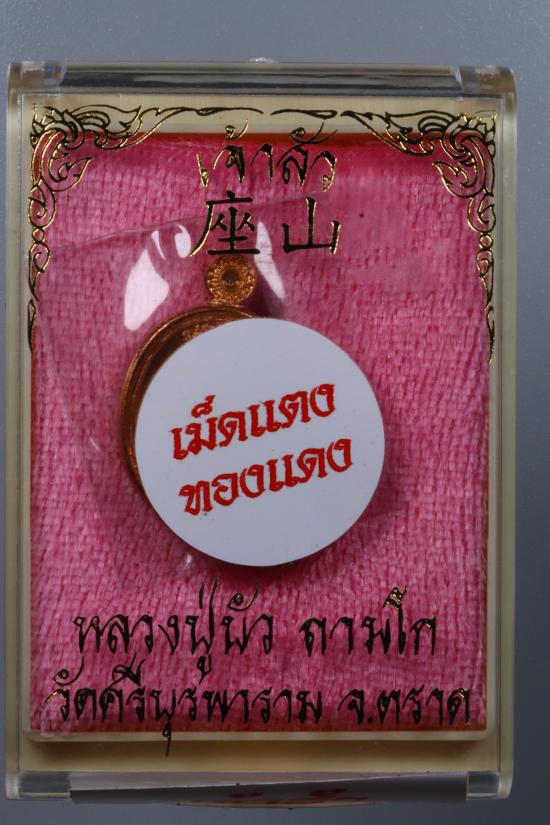 เจ้าสัว
座山
เม็ดแตง
ทองแดง
หลวงปู่บัว ถามโก
วัดศรีบุรพาราม จ.ตราด